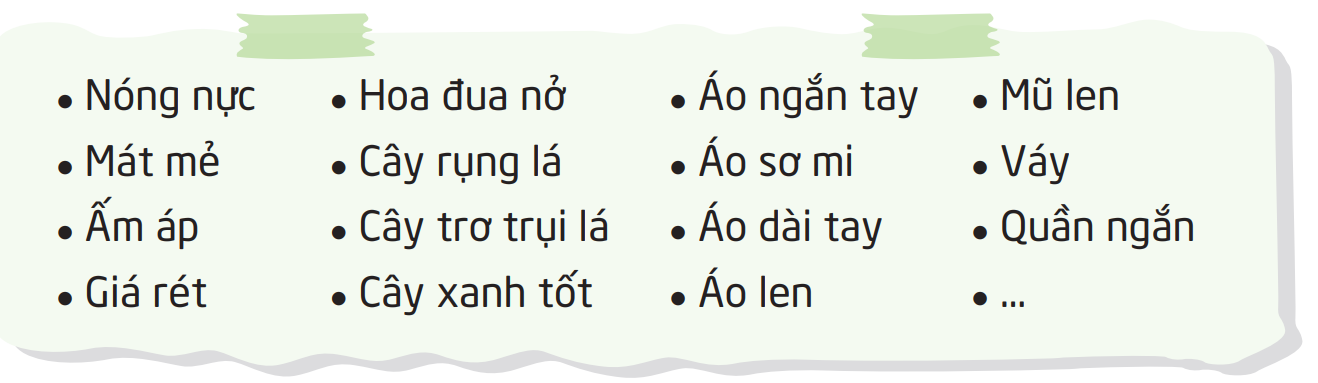 • Nóng nực • Hoa đua nở • Áo ngắn tay • Mũ len
• Mát mẻ • Cây rụng lá • Áo sơ mi • Váy
• Ấm áp • Cây trơ trụi lá • Áo dài tay • Quần ngắn
• Giá rét • Cây xanh tốt • Áo len • ...